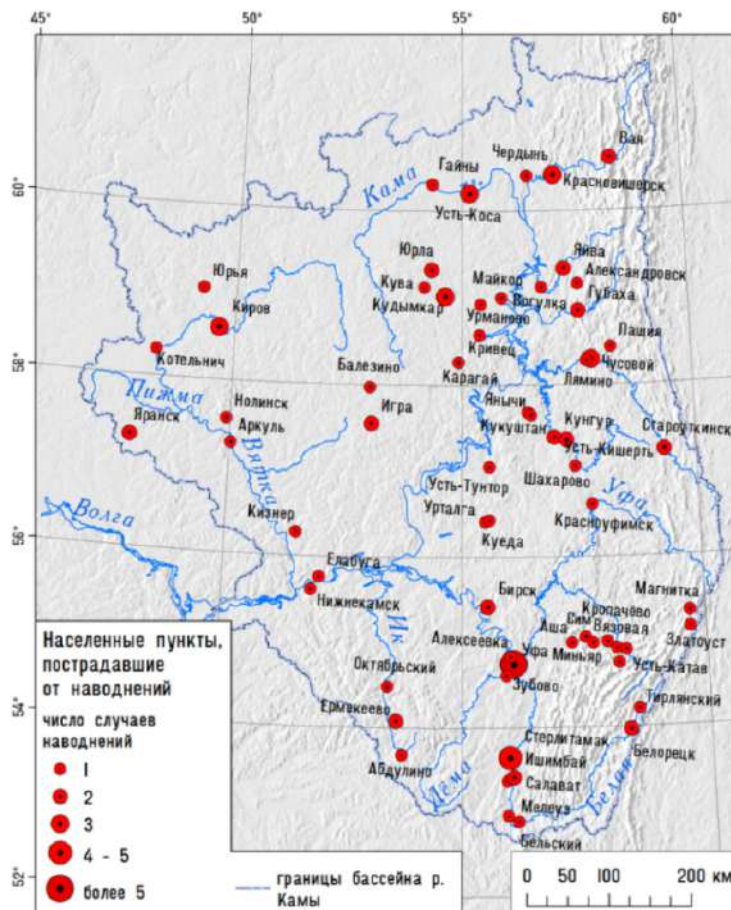 45°
50°
55°
60°
Вая
Чердынь
Гайны
Красновишерск
60°
Кама
Усть-Коса
Юрла
Яйва
Юрья
Кува
Майкор
Александровск
Киров
Кудымкар
Вогулка
Губаха
Урманово
Пашия
Котельнич
Кривец
Чусовой
58°
Балезино
Карагай
Лямино
Пижма
Нолинск
Игра
Янычи
Яранск
Аркуль
Кукуштан
Кунгур
Староуткинск
Вятка
Усть-Кишерть
Усть-Тунтор
Шахарово
Уфа
Волга
Урталга
Красноуфимск
56°
Кизнер
Куеда
Елабуга
Бирск
Магнитка
Нижнекамск
Кропачёво
Ик
Сим
Вязовая
Алексеевка
Аша
Златоуст
Населенные пункты,
пострадавшие
от наводнений
Уфа
Миньяр
Усть-Катав
Октябрьский
Зубово
Тирлянский
54°
число случаев
наводнений
Ермекеево
Стерлитамак
Белорецк
1
Абдулино
Ишимбай
2
Дёма
Салават
Белая
3
Мелеуз
4 - 5
Бельский
52°
более 5
границы бассейна р.
Камы
0 50 100 200 км